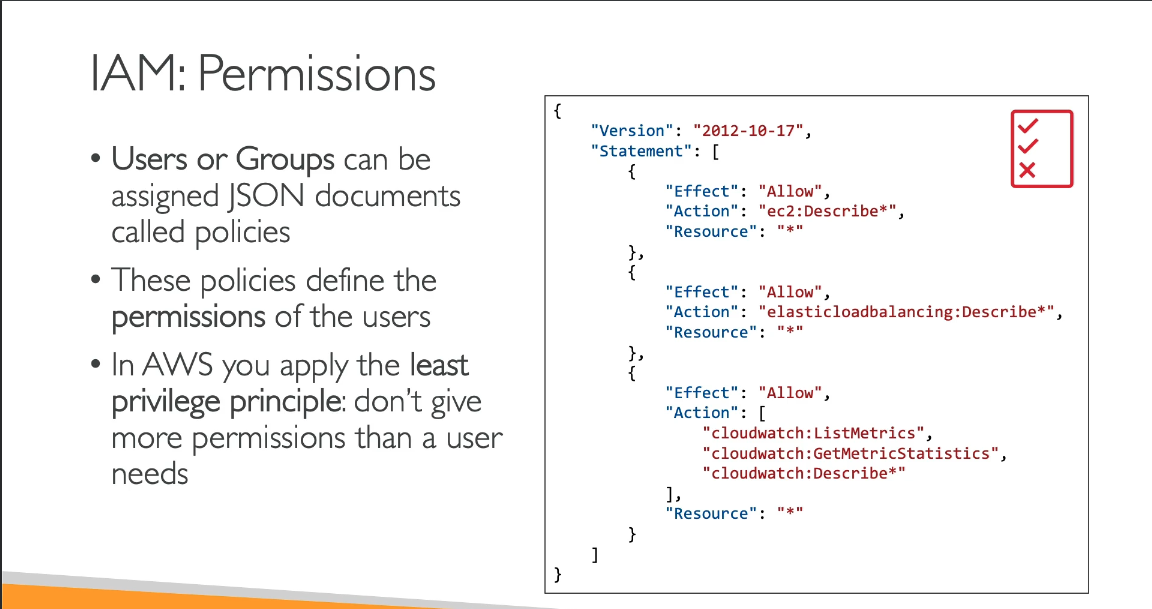 IAM: Permissions
• Users or Groups can be
assigned JSON documents
called policies
• These policies define the
permissions of the users
• In AWS you apply the least
privilege principle: don't give
more permissions than a user
needs
{
    "Version": "2012-10-17",
    "Statement": [
        {
            "Effect": "Allow",
            "Action": "ec2:Describe*",
            "Resource": "*"
        },
        {
            "Effect": "Allow",
            "Action": "elasticloadbalancing:Describe*",
            "Resource": "*"
        },
        {
            "Effect": "Allow",
            "Action": [
                "cloudwatch:ListMetrics",
                "cloudwatch:GetMetricStatistics",
                "cloudwatch:Describe*"
            ],
            "Resource": "*"
        }
    ]
}